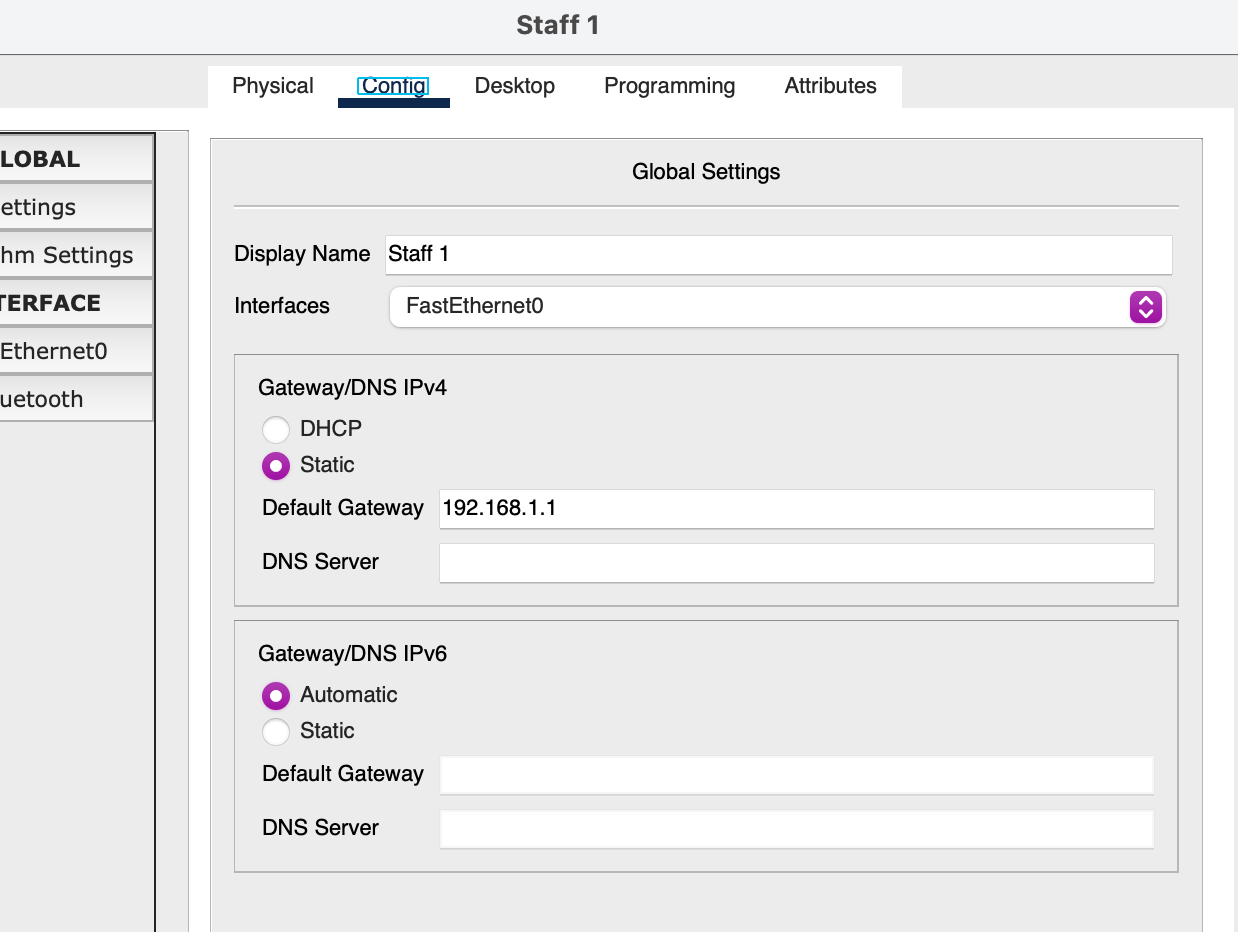 Staff 1
Physical Config Desktop Programming Attributes
LOBAL
ettings
hm Settings
TERFACE
Ethernet0
uetooth
Global Settings
Display Name Staff 1
Interfaces FastEthernet0
Gateway/DNS IPv4
DHCP
Static
Default Gateway 192.168.1.1
DNS Server
Gateway/DNS IPv6
Automatic
Static
Default Gateway
DNS Server